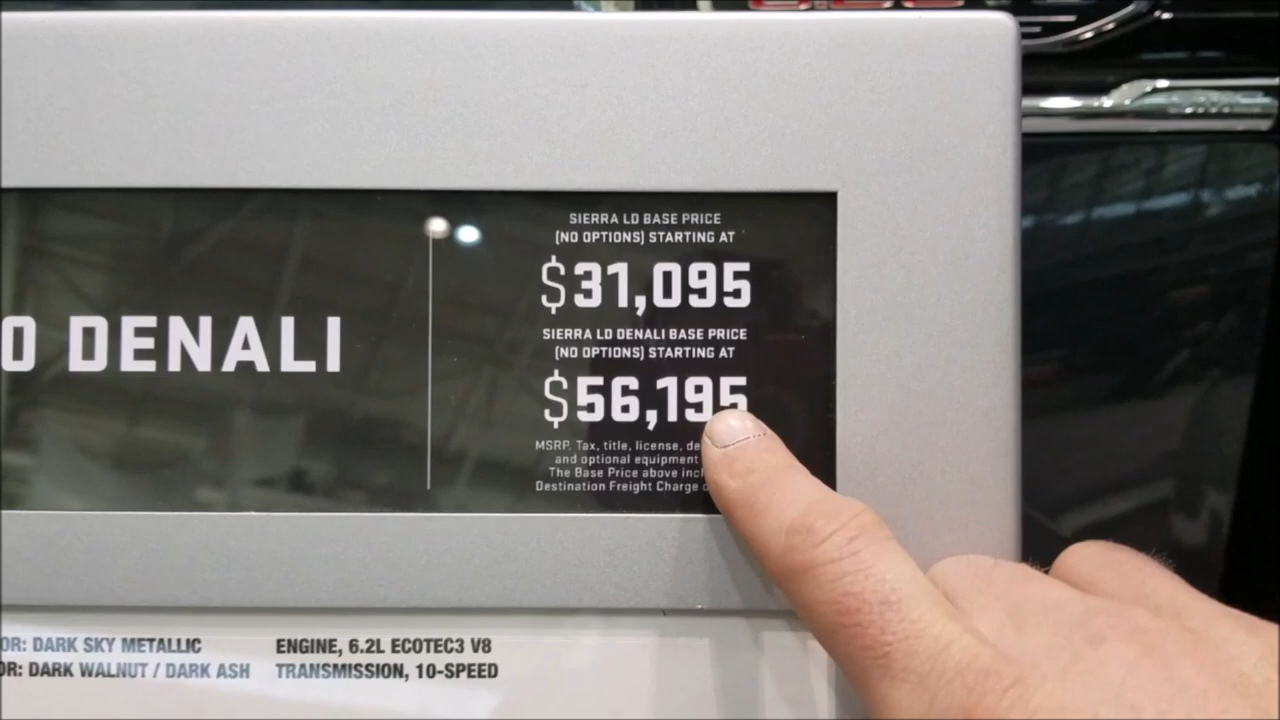 SIERRA LD BASE PRICE
(NO OPTIONS) STARTING AT
$31,095
0 DENALI
SIERRA LD DENALI BASE PRICE
(NO OPTIONS) STARTING AT
$56,195
MSRP. Tax, title, license,
and optional equipment
The Base Price above
Destination Freight Charge
OR: DARK SKY METALLIC
ENGINE, 6.2L ECOTEC3 V8
OR: DARK WALNUT / DARK ASH
TRANSMISSION, 10-SPEED